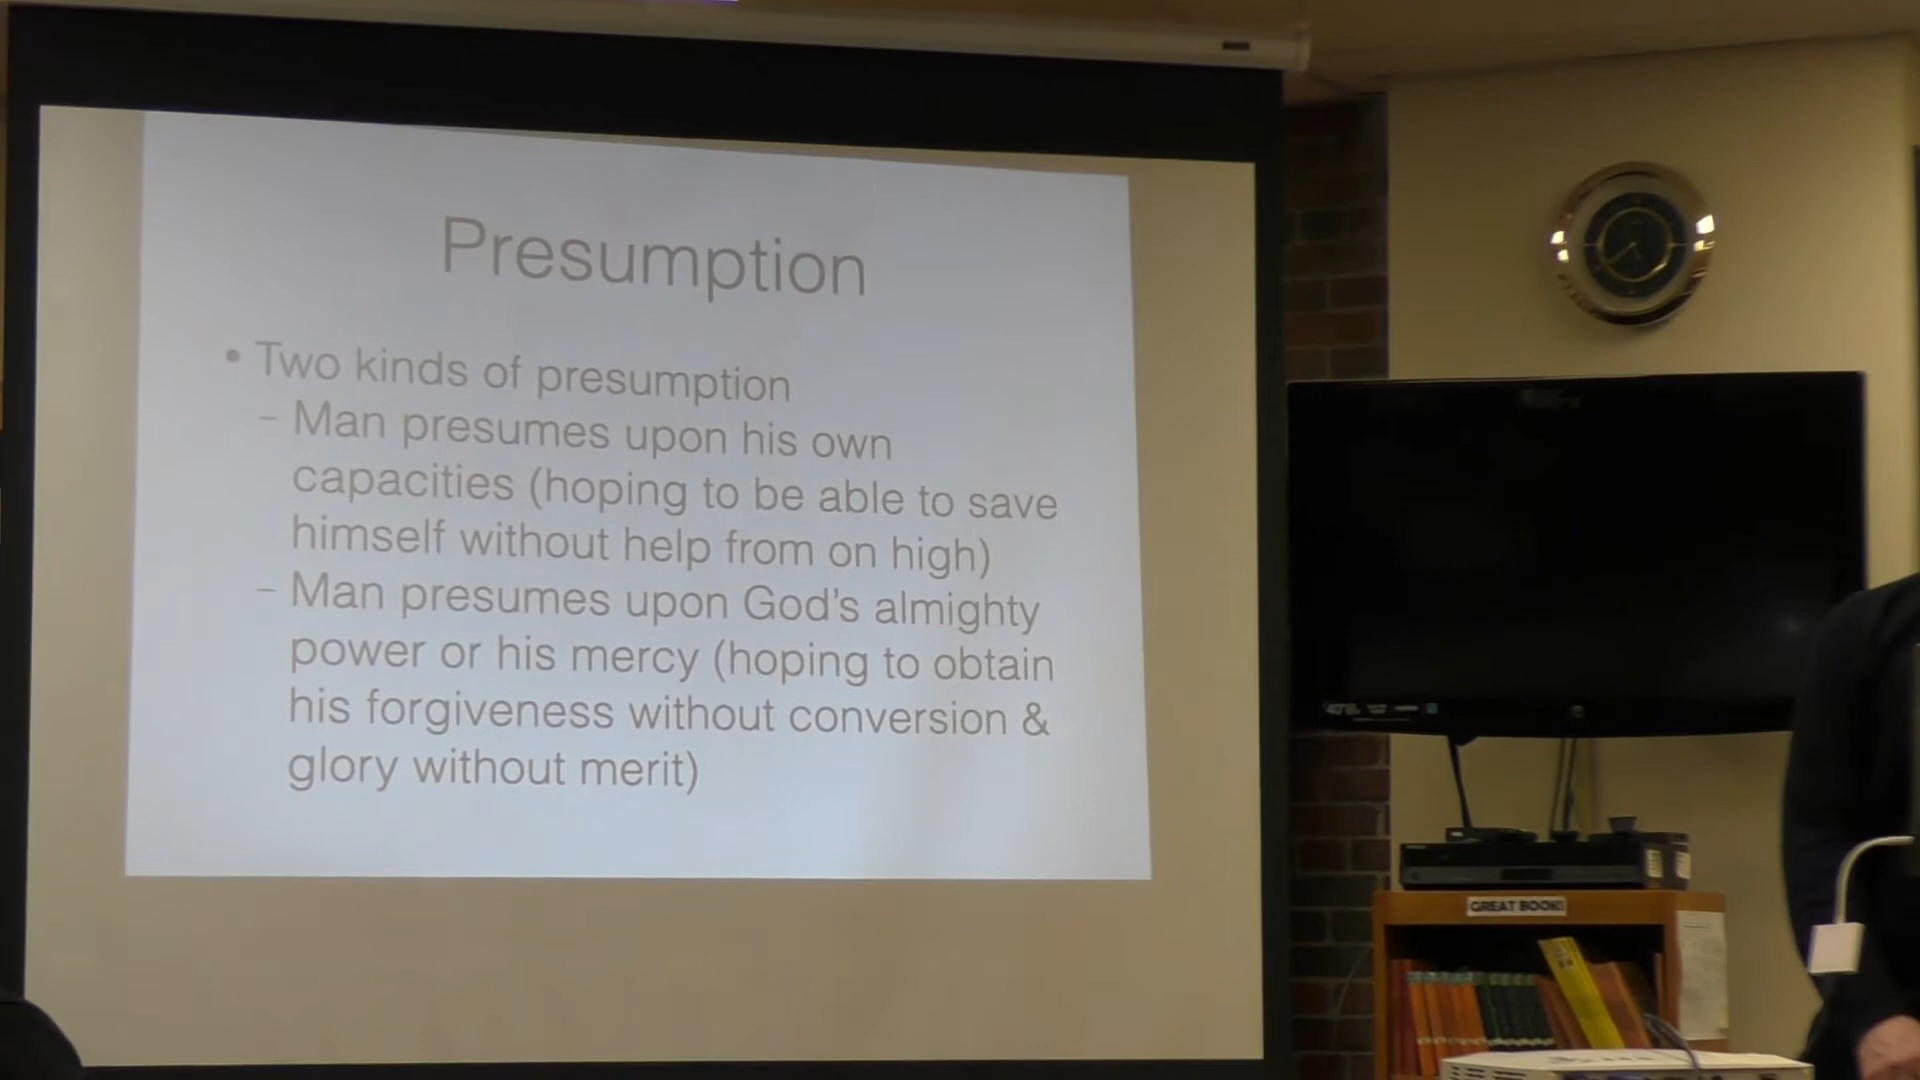 Presumption
• Two kinds of presumption
– Man presumes upon his own
capacities (hoping to be able to save
himself without help from on high)
– Man presumes upon God's almighty
power or his mercy (hoping to obtain
his forgiveness without conversion &
glory without merit)
GREAT BOOKS